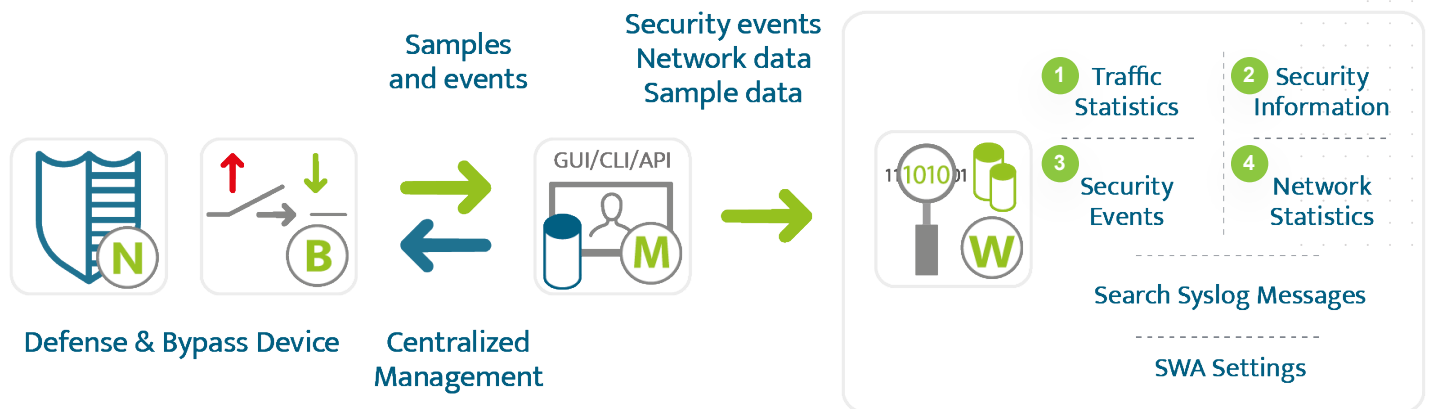 Samples
and events
Security events
Network data
Sample data
N
B
GUI/CLI/API
M
Defense & Bypass Device
Centralized
Management
11101001
W
1 Traffic
Statistics
2 Security
Information
3 Security
Events
4 Network
Statistics
Search Syslog Messages
SWA Settings